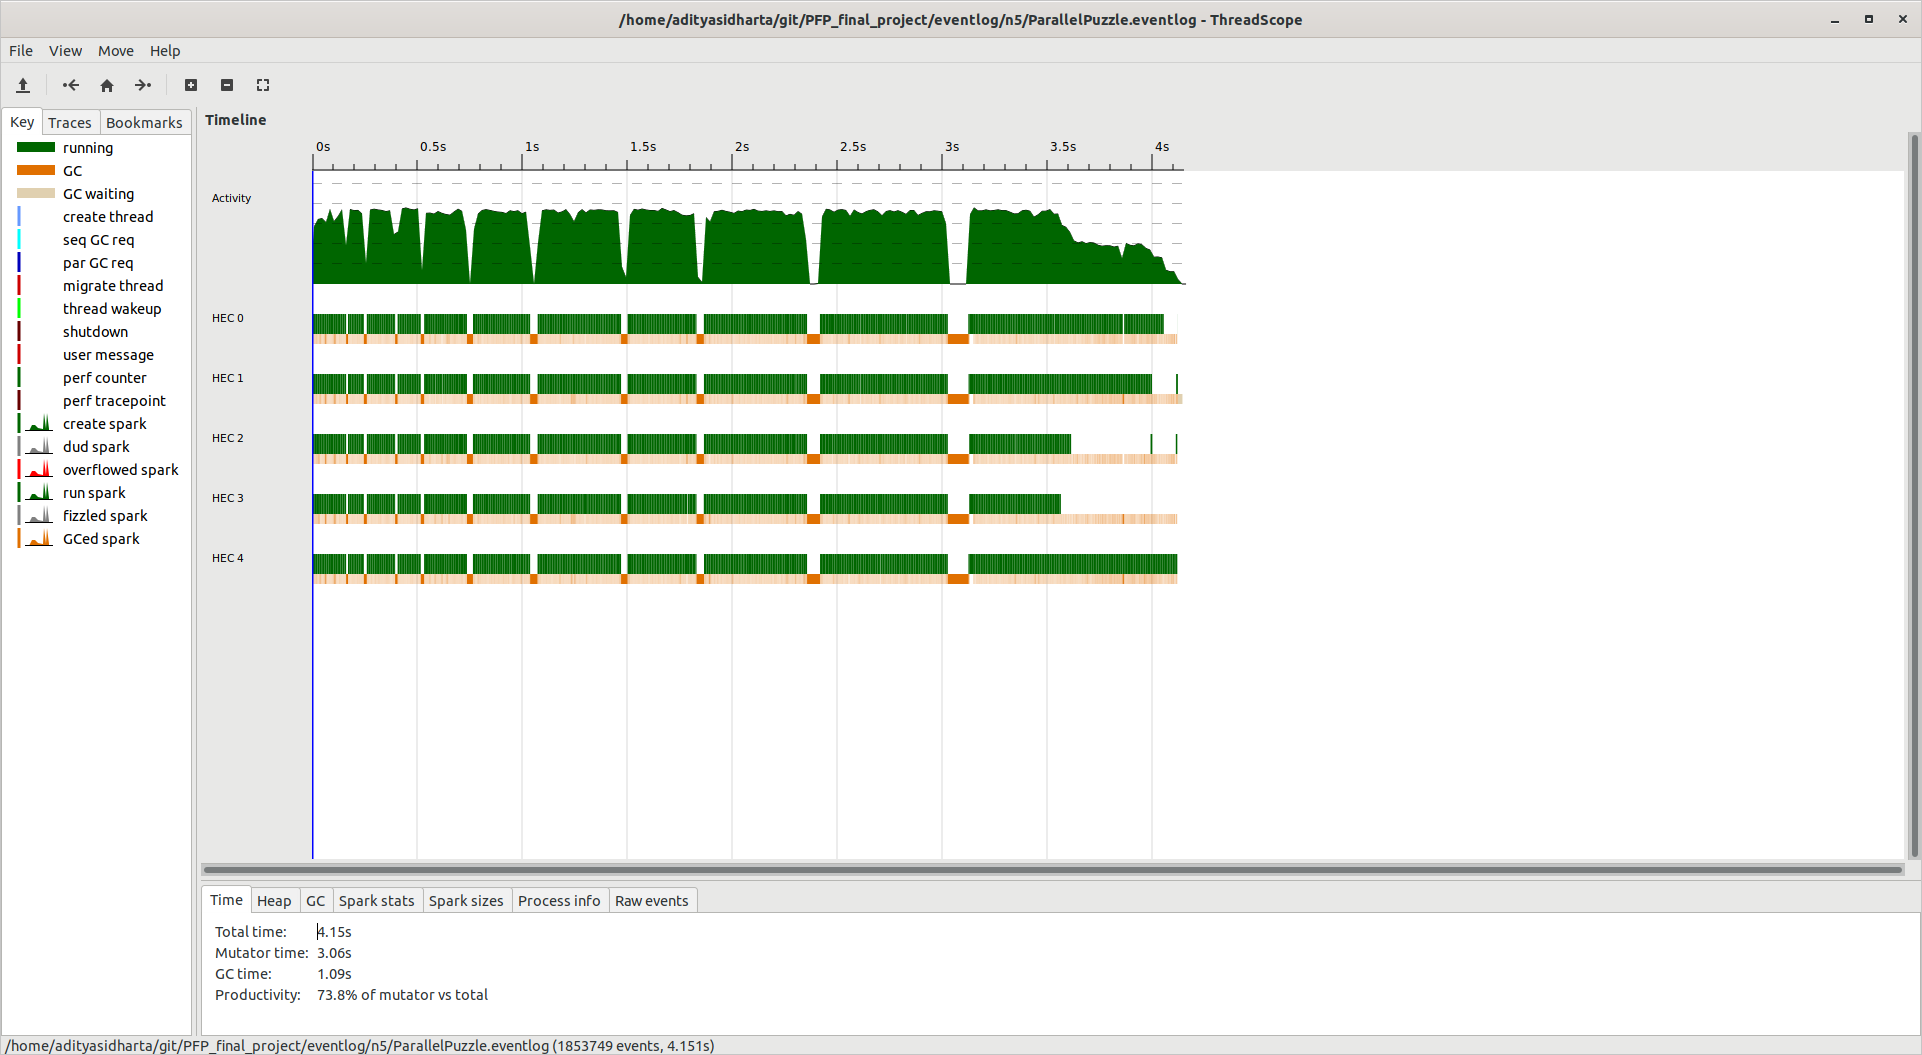 /home/adityasidharta/git/PFP_final_project/eventlog/n5/ParallelPuzzle.eventlog - ThreadScope
File View Move Help
Key Traces Bookmarks
running
GC
GC waiting
create thread
seq GC req
par GC req
migrate thread
thread wakeup
shutdown
user message
perf counter
perf tracepoint
create spark
dud spark
overflowed spark
run spark
fizzled spark
GCed spark
Timeline
0s 0.5s 1s 1.5s 2s 2.5s 3s 3.5s 4s
Activity
HEC 0
HEC 1
HEC 2
HEC 3
HEC 4
Time Heap GC Spark stats Spark sizes Process info Raw events
Total time: 4.15s
Mutator time: 3.06s
GC time: 1.09s
Productivity: 73.8% of mutator vs total
/home/adityasidharta/git/PFP_final_project/eventlog/n5/ParallelPuzzle.eventlog (1853749 events, 4.151s)